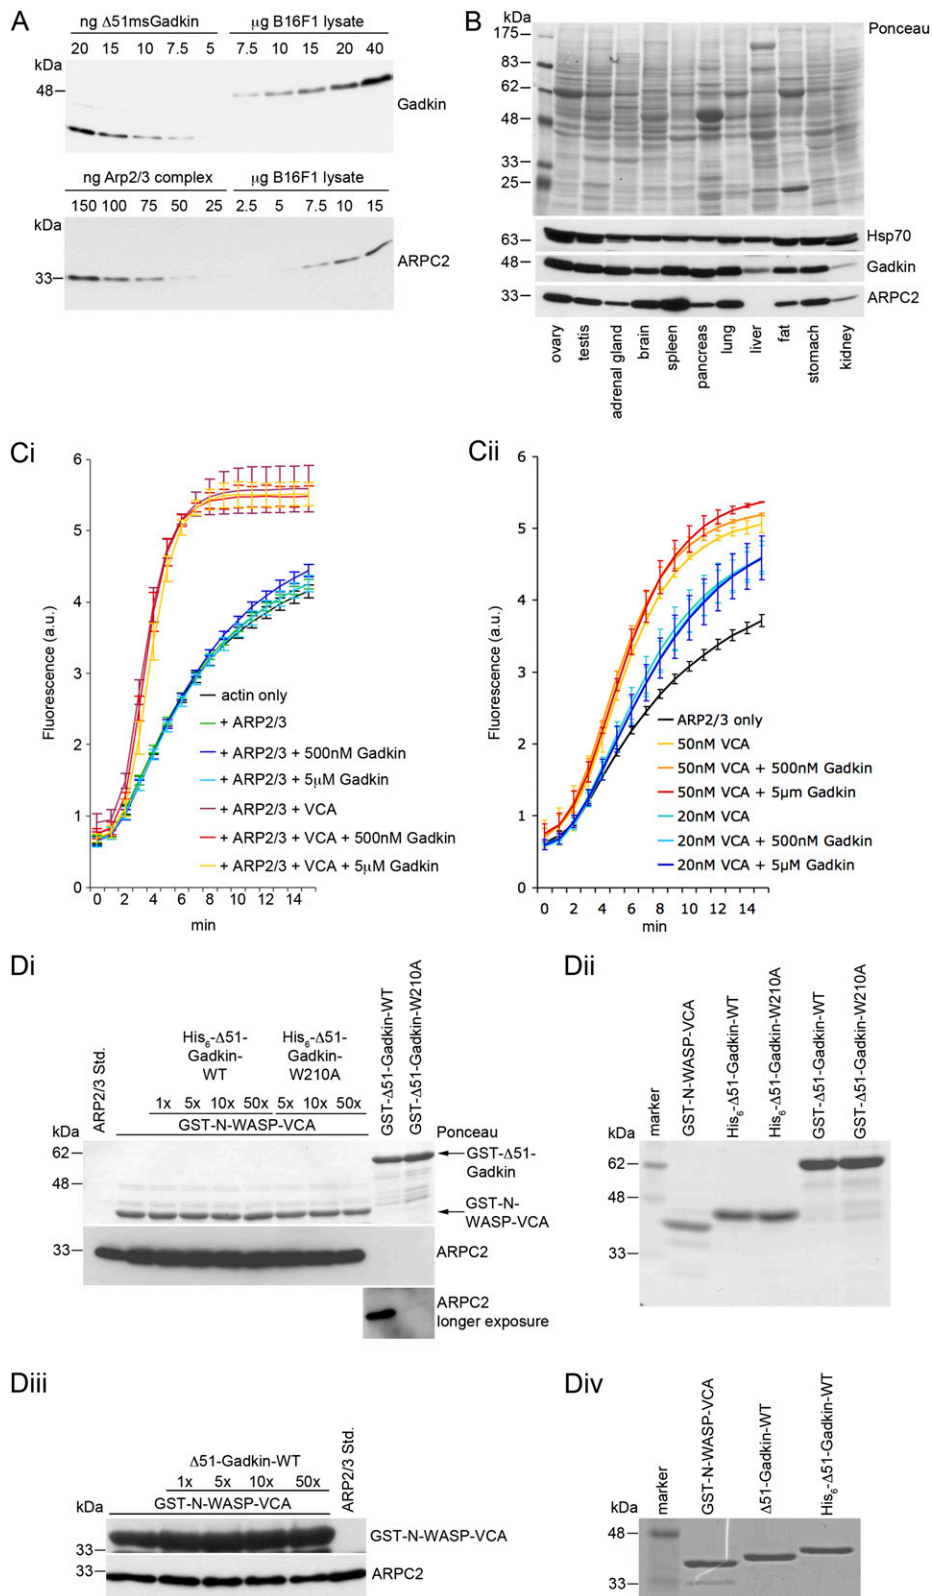 A
ng Δ51msGadkin
μg B16F1 lysate
20 15 10 7.5 5 7.5 10 15 20 40
kDa
48
Gadkin
ng Arp2/3 complex
μg B16F1 lysate
150 100 75 50 25 2.5 5 7.5 10 15
kDa
33
ARPC2
B
kDa
Ponceau
175
83
62
48
33
25
63
Hsp70
48
Gadkin
33
ARPC2
ovary
testis
adrenal gland
brain
spleen
pancreas
lung
liver
fat
stomach
kidney
Ci
6
5
4
3
2
1
0
Fluorescence (a.u.)
actin only
+ ARP2/3
+ ARP2/3 + 500nM Gadkin
+ ARP2/3 + 5μM Gadkin
+ ARP2/3 + VCA
+ ARP2/3 + VCA + 500nM Gadkin
+ ARP2/3 + VCA + 5μM Gadkin
0 2 4 6 8 10 12 14
min
Cii
6
5
4
3
2
1
0
Fluorescence (a.u.)
ARP2/3 only
50nM VCA
50nM VCA + 500nM Gadkin
50nM VCA + 5μm Gadkin
20nM VCA
20nM VCA + 500nM Gadkin
20nM VCA + 5μM Gadkin
0 2 4 6 8 10 12 14
min
Di
ARP2/3 Std.
His6-Δ51-
Gadkin-
WT
His6-Δ51-
Gadkin-
W210A
GST-Δ51-Gadkin-WT
GST-Δ51-Gadkin-W210A
1x 5x 10x 50x 5x 10x 50x
GST-N-WASP-VCA
kDa
Ponceau
62
GST-Δ51-
Gadkin
48
GST-N-
WASP-VCA
33
ARPC2
ARPC2
longer exposure
Dii
marker
GST-N-WASP-VCA
His6-Δ51-Gadkin-WT
His6-Δ51-Gadkin-W210A
GST-Δ51-Gadkin-WT
GST-Δ51-Gadkin-W210A
kDa
62
48
33
Diii
Δ51-Gadkin-WT
1x 5x 10x 50x
GST-N-WASP-VCA
ARP2/3 Std.
kDa
33
GST-N-WASP-VCA
33
ARPC2
Div
marker
GST-N-WASP-VCA
Δ51-Gadkin-WT
His6-Δ51-Gadkin-WT
kDa
48
33